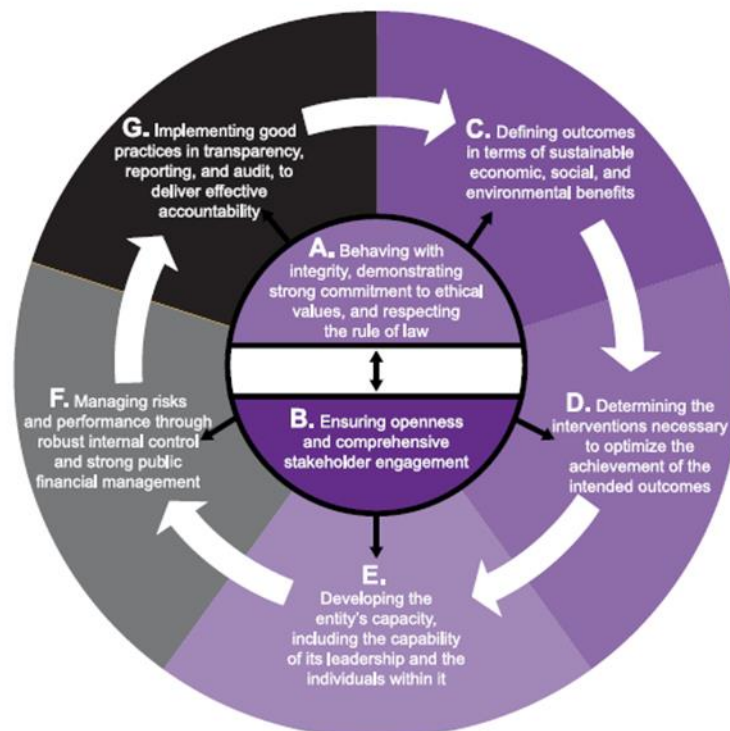 G. Implementing good
practices in transparency,
reporting, and audit, to
deliver effective
accountability
C. Defining outcomes
in terms of sustainable
economic, social, and
environmental benefits
A. Behaving with
integrity, demonstrating
strong commitment to ethical
values, and respecting
the rule of law
B. Ensuring openness
and comprehensive
stakeholder engagement
D. Determining the
interventions necessary
to optimize the
achievement of the
intended outcomes
E.
Developing the
entity's capacity,
including the capability
of its leadership and the
individuals within it
F. Managing risks
and performance through
robust internal control
and strong public
financial management